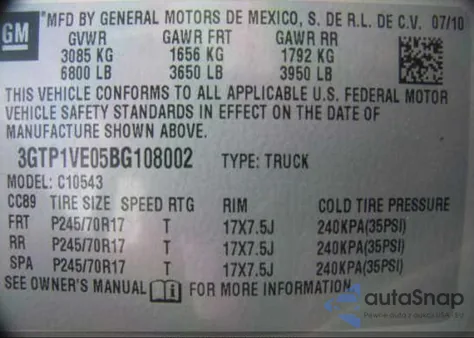 GM MFD BY GENERAL MOTORS DE MEXICO, S. DE R.L. DE C.V. 07/10
GVWR GAWR FRT GAWR RR
3085 KG 1656 KG 1792 KG
6800 LB 3650 LB 3950 LB
THIS VEHICLE CONFORMS TO ALL APPLICABLE U.S. FEDERAL MOTOR
VEHICLE SAFETY STANDARDS IN EFFECT ON THE DATE OF
MANUFACTURE SHOWN ABOVE.
3GTP1VE05BG108002 TYPE: TRUCK
MODEL: C10543
CC89 TIRE SIZE SPEED RTG RIM COLD TIRE PRESSURE
FRT P245/70R17 T 17X7.5J 240KPA(35PSI)
RR P245/70R17 T 17X7.5J 240KPA(35PSI)
SPA P245/70R17 T 17X7.5J 240KPA(35PSI)
SEE OWNER'S MANUAL FOR MORE INFORMATION.
autoSnap